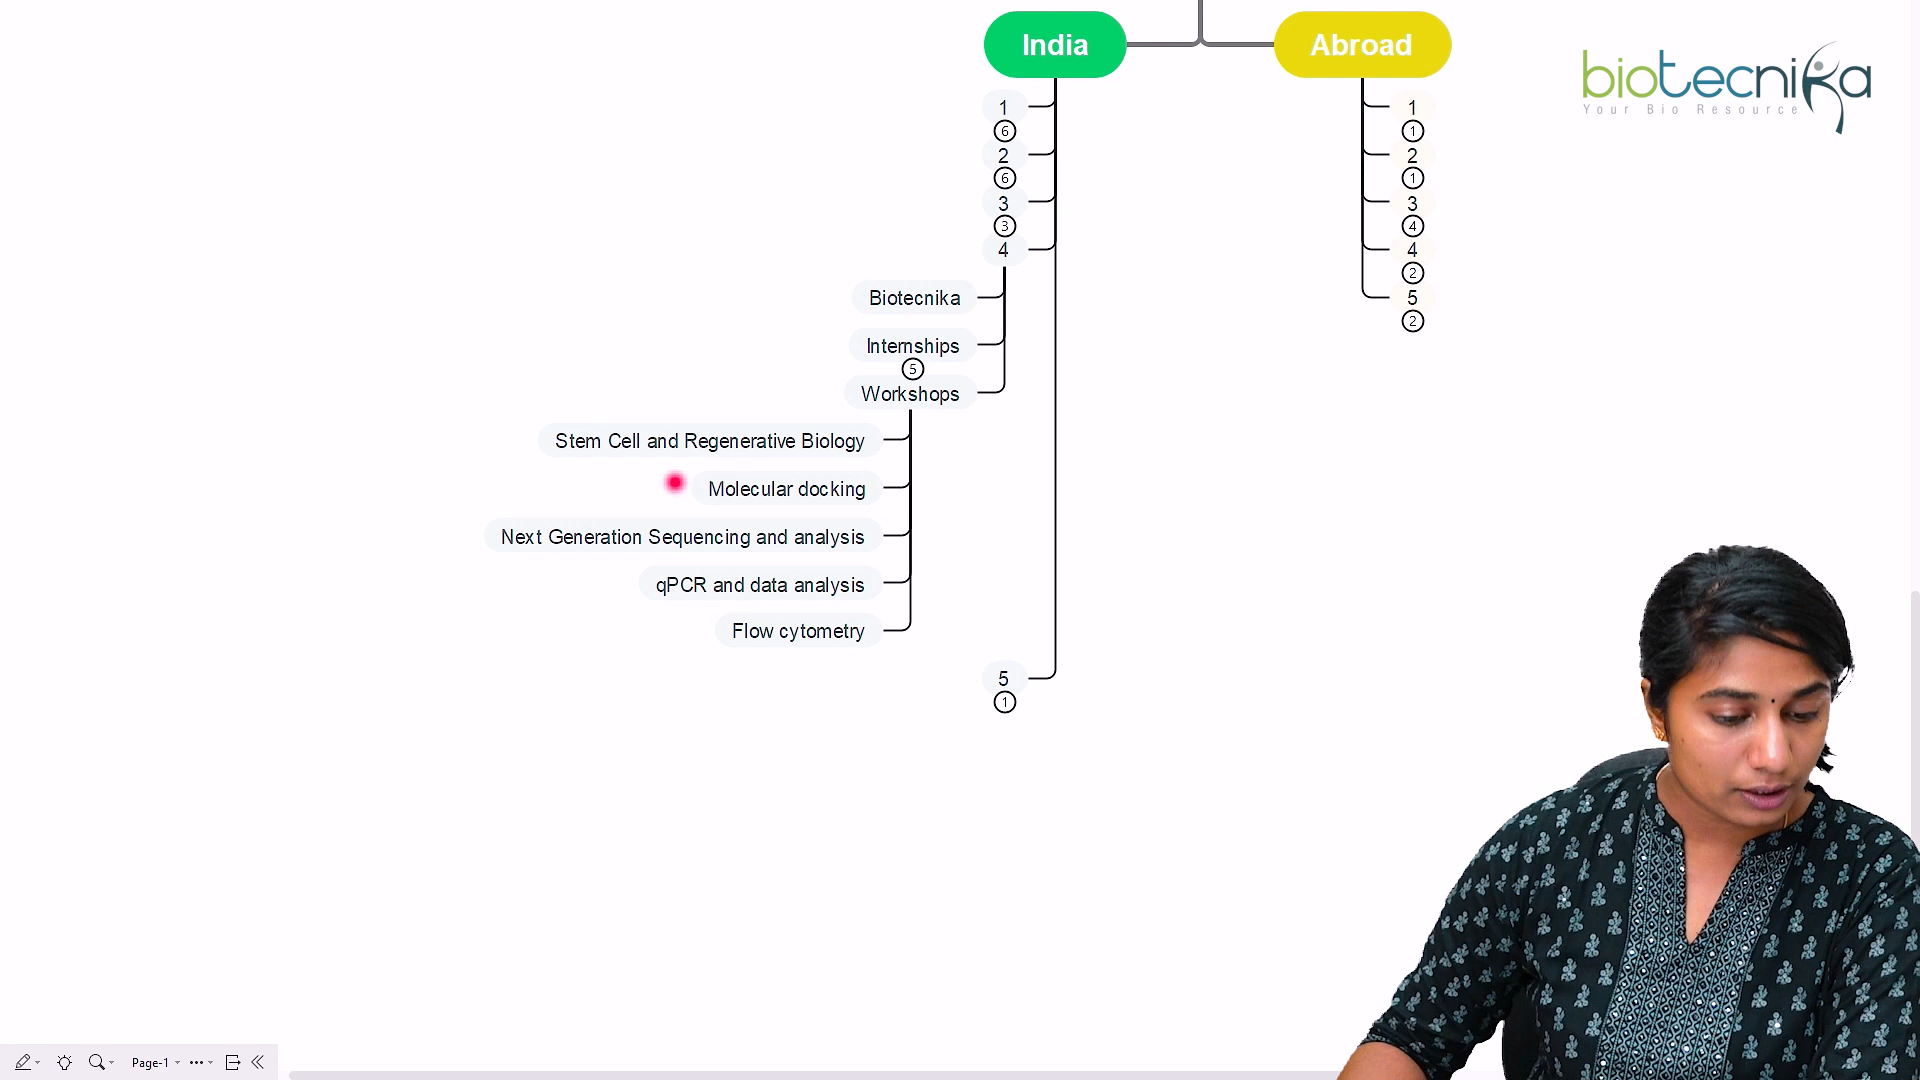 India
Abroad
biotecnika
Your Bio Resource
1
6
2
6
3
3
4
Biotecnika
Internships
5
Workshops
Stem Cell and Regenerative Biology
Molecular docking
Next Generation Sequencing and analysis
qPCR and data analysis
Flow cytometry
5
1
1
1
2
1
3
4
4
2
5
2
Page-1